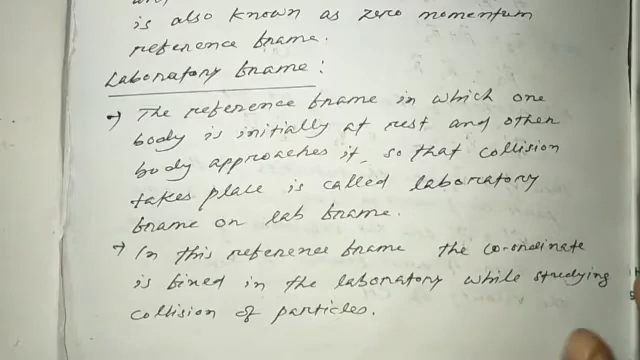 is also known as zero momentum
reference frame.
Laboratory frame:
→ The reference frame in which one
body is initially at rest and other
body approaches it, so that collision
takes place is called laboratory
frame or lab frame.
→ In this reference frame the co-ordinate
is fixed in the laboratory while studying
collision of particles.